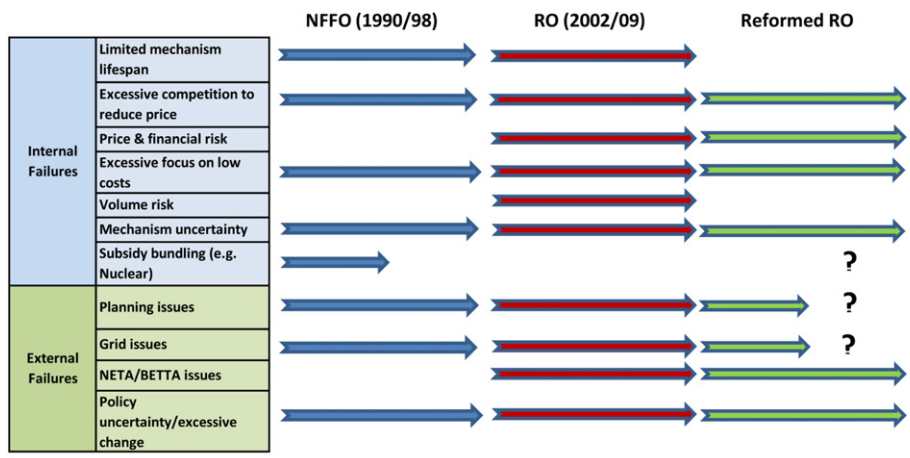 NFFO (1990/98) RO (2002/09) Reformed RO
Internal
Failures
Limited mechanism
lifespan
Excessive competition to
reduce price
Price & financial risk
Excessive focus on low
costs
Volume risk
Mechanism uncertainty
Subsidy bundling (e.g.
Nuclear)
?
External
Failures
Planning issues
?
Grid issues
?
NETA/BETTA issues
Policy
uncertainty/excessive
change